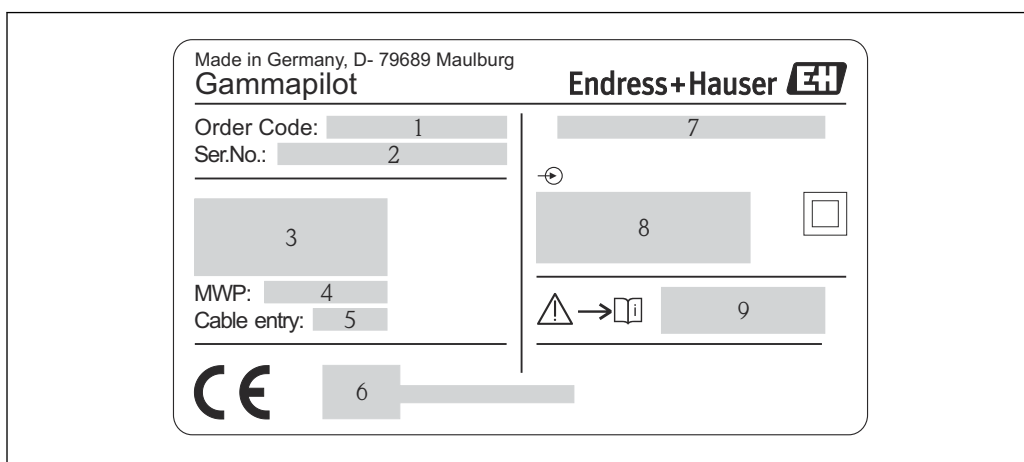 Made in Germany, D- 79689 Maulburg
Gammapilot
Endress+Hauser EH
Order Code: 1
Ser.No.: 2
3
MWP: 4
Cable entry: 5
CE 6
7
8
i 9